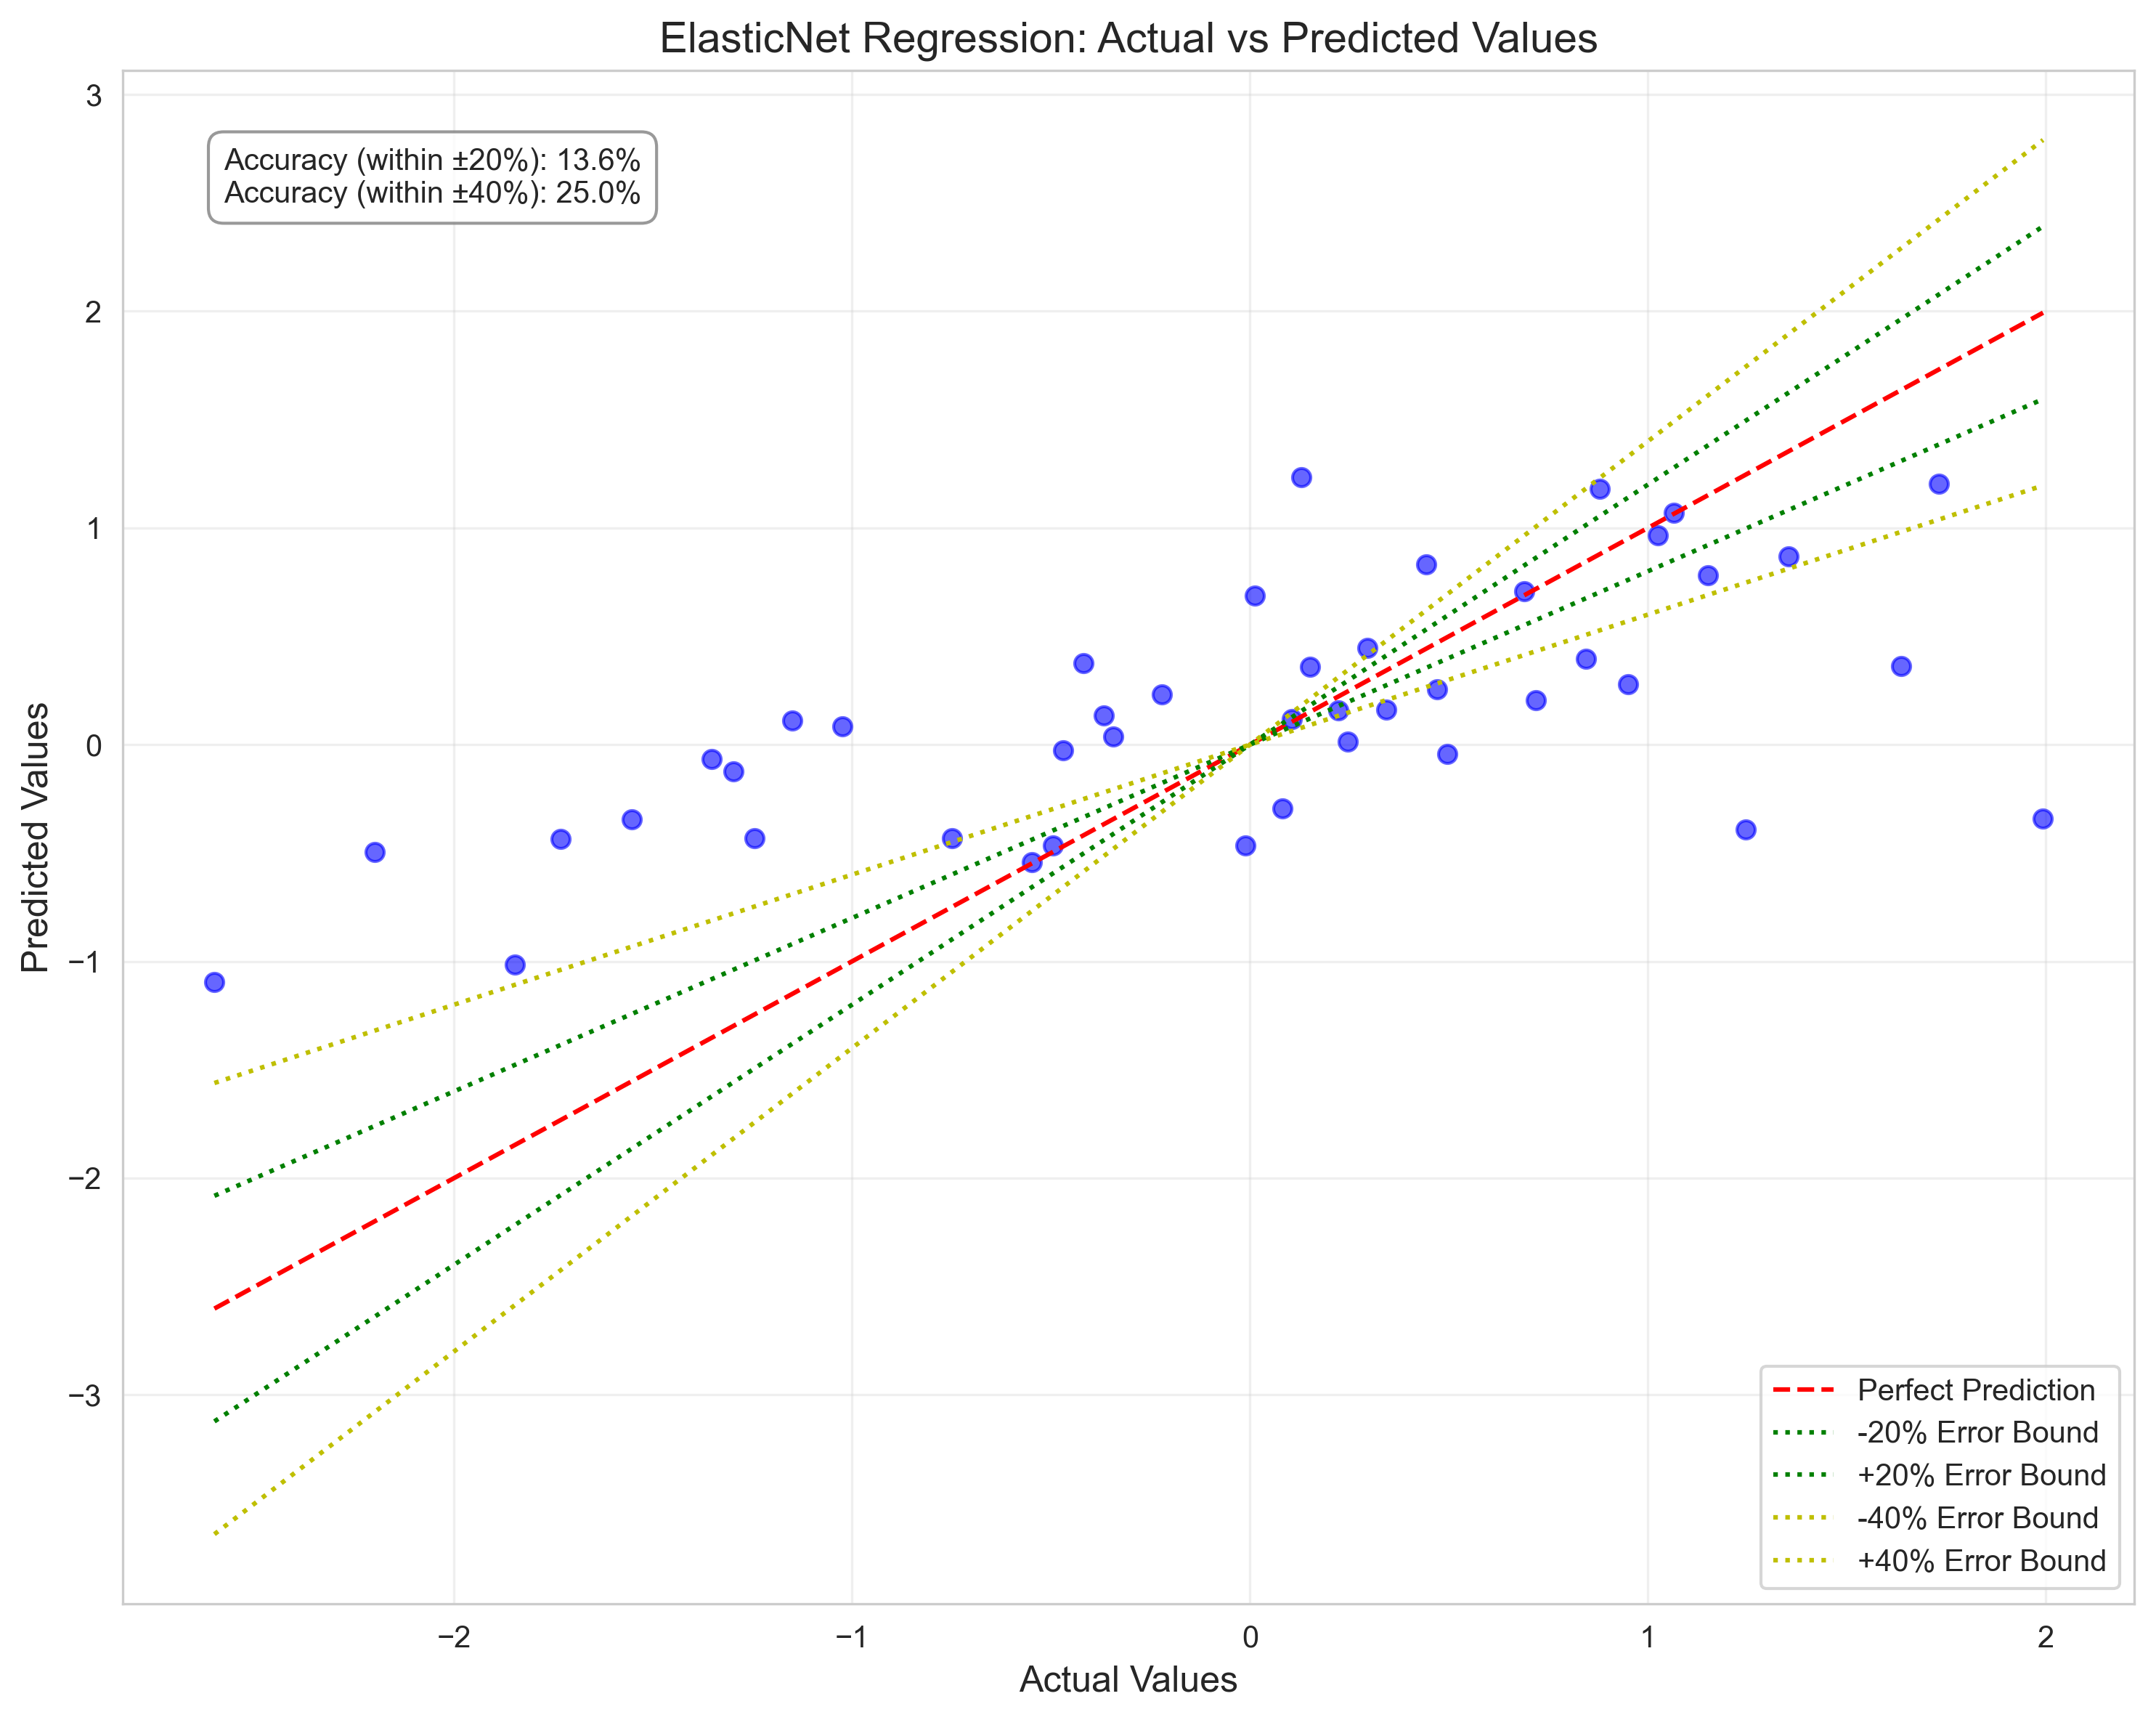 ElasticNet Regression: Actual vs Predicted Values
3
Accuracy (within ±20%): 13.6%
Accuracy (within ±40%): 25.0%
2
1
0
−1
−2
−3
Predicted Values
Perfect Prediction
-20% Error Bound
+20% Error Bound
-40% Error Bound
+40% Error Bound
−2 −1 0 1 2
Actual Values